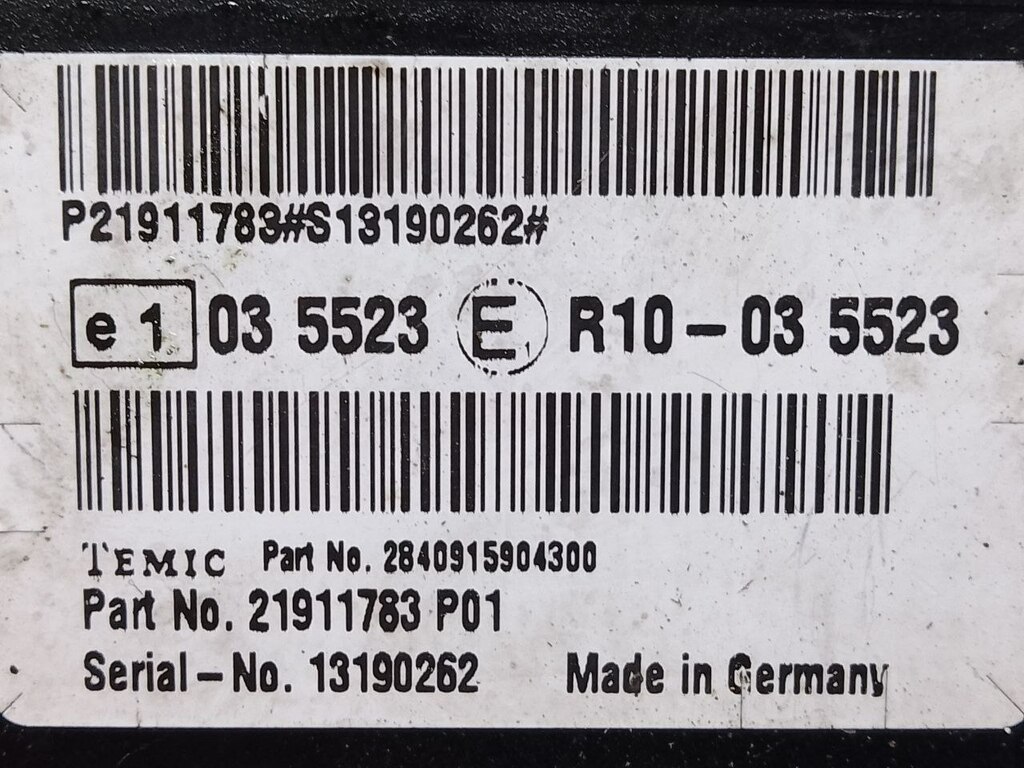 P21911783#S13190262#
e 1 03 5523 E 1 R10-03 5523
TEMIC Part No. 2840915904300
Part No. 21911783 P01
Serial-No. 13190262 Made in Germany